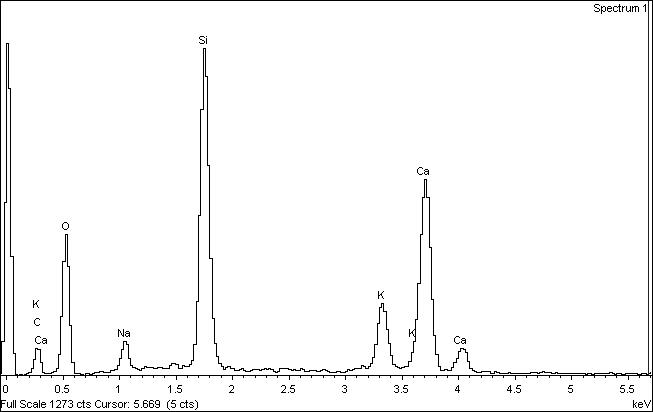 Spectrum 1
Si
Ca
O
K
K
C
Ca
Na
K
Ca
0 0.5 1 1.5 2 2.5 3 3.5 4 4.5 5 5.5
Full Scale 1273 cts Cursor: 5.669 (5 cts) keV